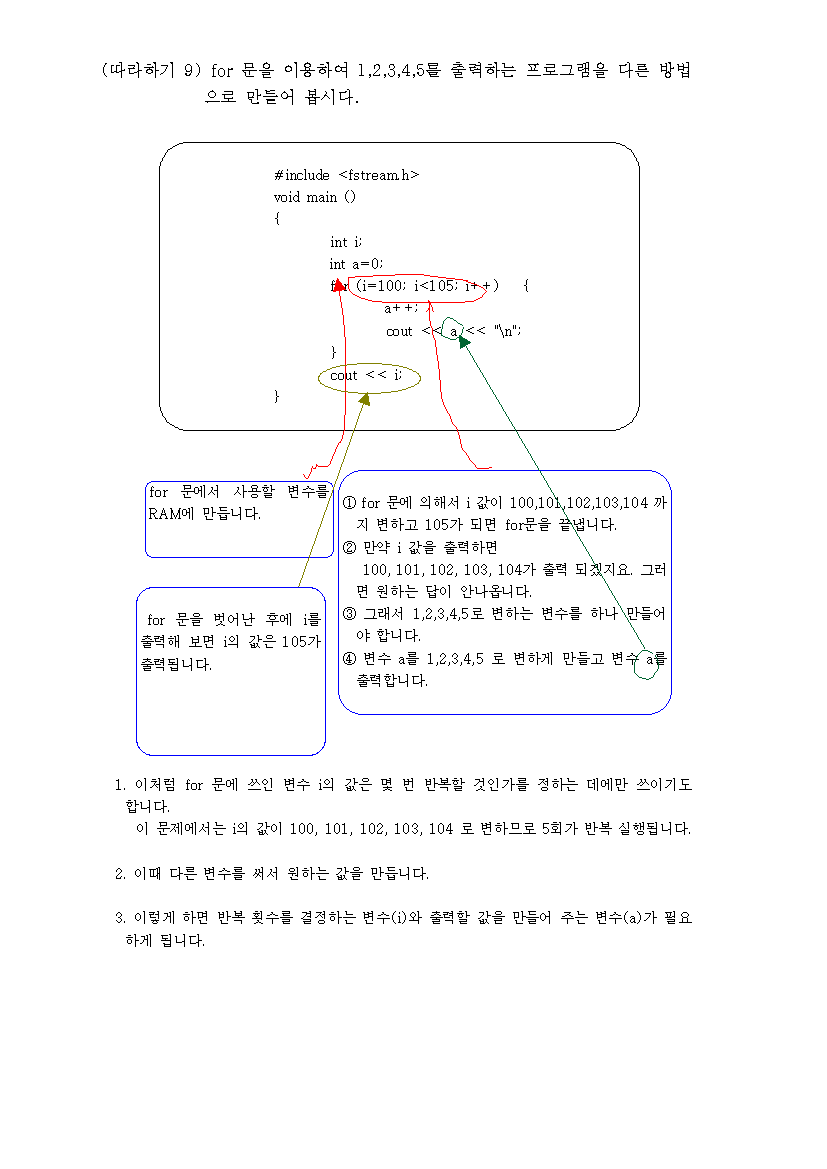 (따라하기 9) for 문을 이용하여 1,2,3,4,5를 출력하는 프로그램을 다른 방법
으로 만들어 봅시다.
#include <fstream.h>
void main ()
{
int i;
int a=0;
for (i=100; i<105; i++) {
a++;
cout << a << "\n";
}
cout << i;
}
for 문에서 사용할 변수를
RAM에 만듭니다.
for 문을 벗어난 후에 i를
출력해 보면 i의 값은 105가
출력됩니다.
① for 문에 의해서 i 값이 100,101,102,103,104 까
지 변하고 105가 되면 for문을 끝냅니다.
② 만약 i 값을 출력하면
100, 101, 102, 103, 104가 출력 되겠지요. 그러
면 원하는 답이 안나옵니다.
③ 그래서 1,2,3,4,5로 변하는 변수를 하나 만들어
야 합니다.
④ 변수 a를 1,2,3,4,5 로 변하게 만들고 변수 a를
출력합니다.
1. 이처럼 for 문에 쓰인 변수 i의 값은 몇 번 반복할 것인가를 정하는 데에만 쓰이기도
합니다.
이 문제에서는 i의 값이 100, 101, 102, 103, 104 로 변하므로 5회가 반복 실행됩니다.
2. 이때 다른 변수를 써서 원하는 값을 만듭니다.
3. 이렇게 하면 반복 횟수를 결정하는 변수(i)와 출력할 값을 만들어 주는 변수(a)가 필요
하게 됩니다.